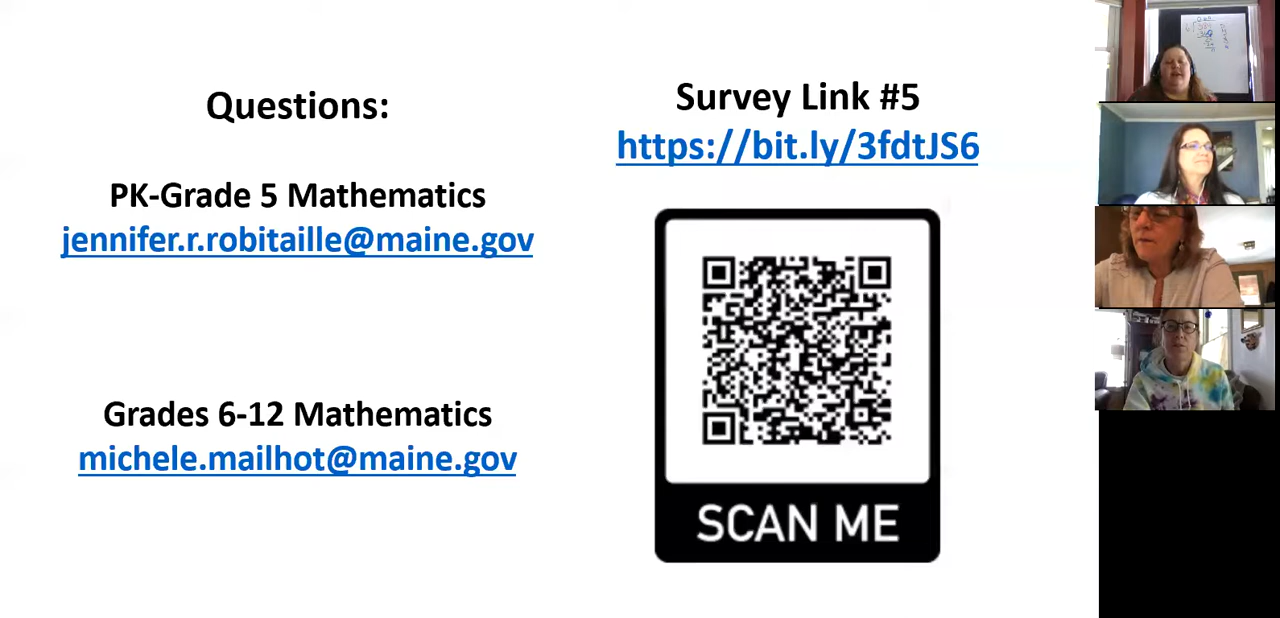 Questions:
PK-Grade 5 Mathematics
jennifer.r.robitaille@maine.gov
Grades 6-12 Mathematics
michele.mailhot@maine.gov
Survey Link #5
https://bit.ly/3fdtJS6
SCAN ME